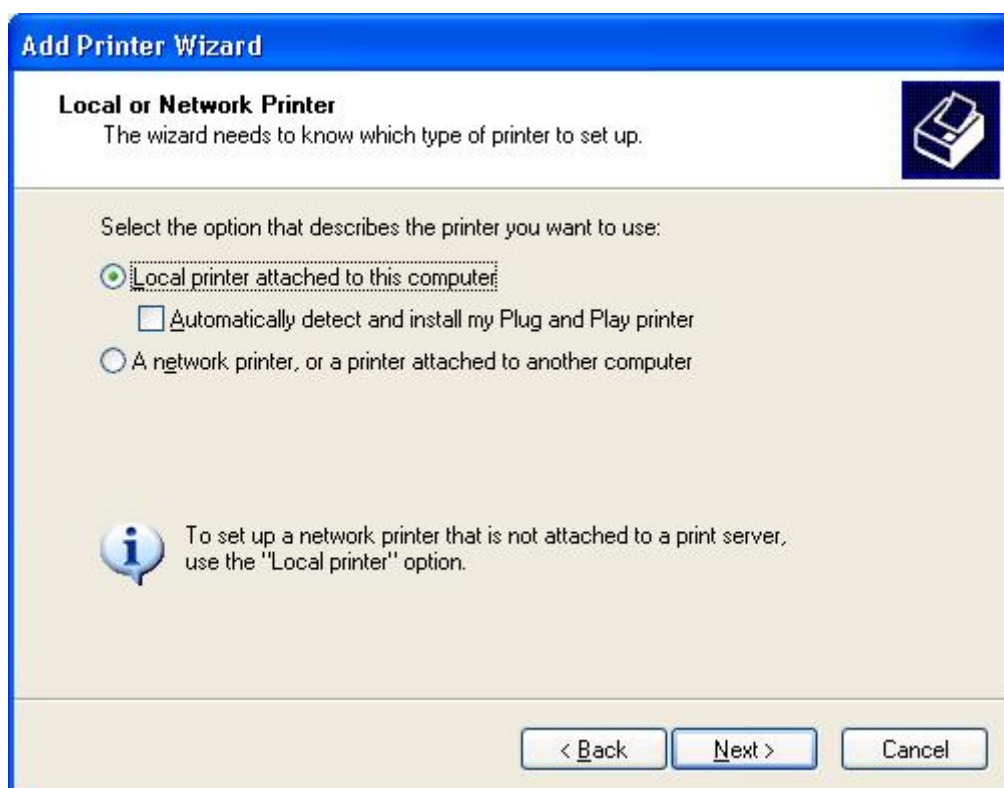 Add Printer Wizard
Local or Network Printer
The wizard needs to know which type of printer to set up.
Select the option that describes the printer you want to use:
Local printer attached to this computer
Automatically detect and install my Plug and Play printer
A network printer, or a printer attached to another computer
To set up a network printer that is not attached to a print server,
use the "Local printer" option.
< Back Next > Cancel